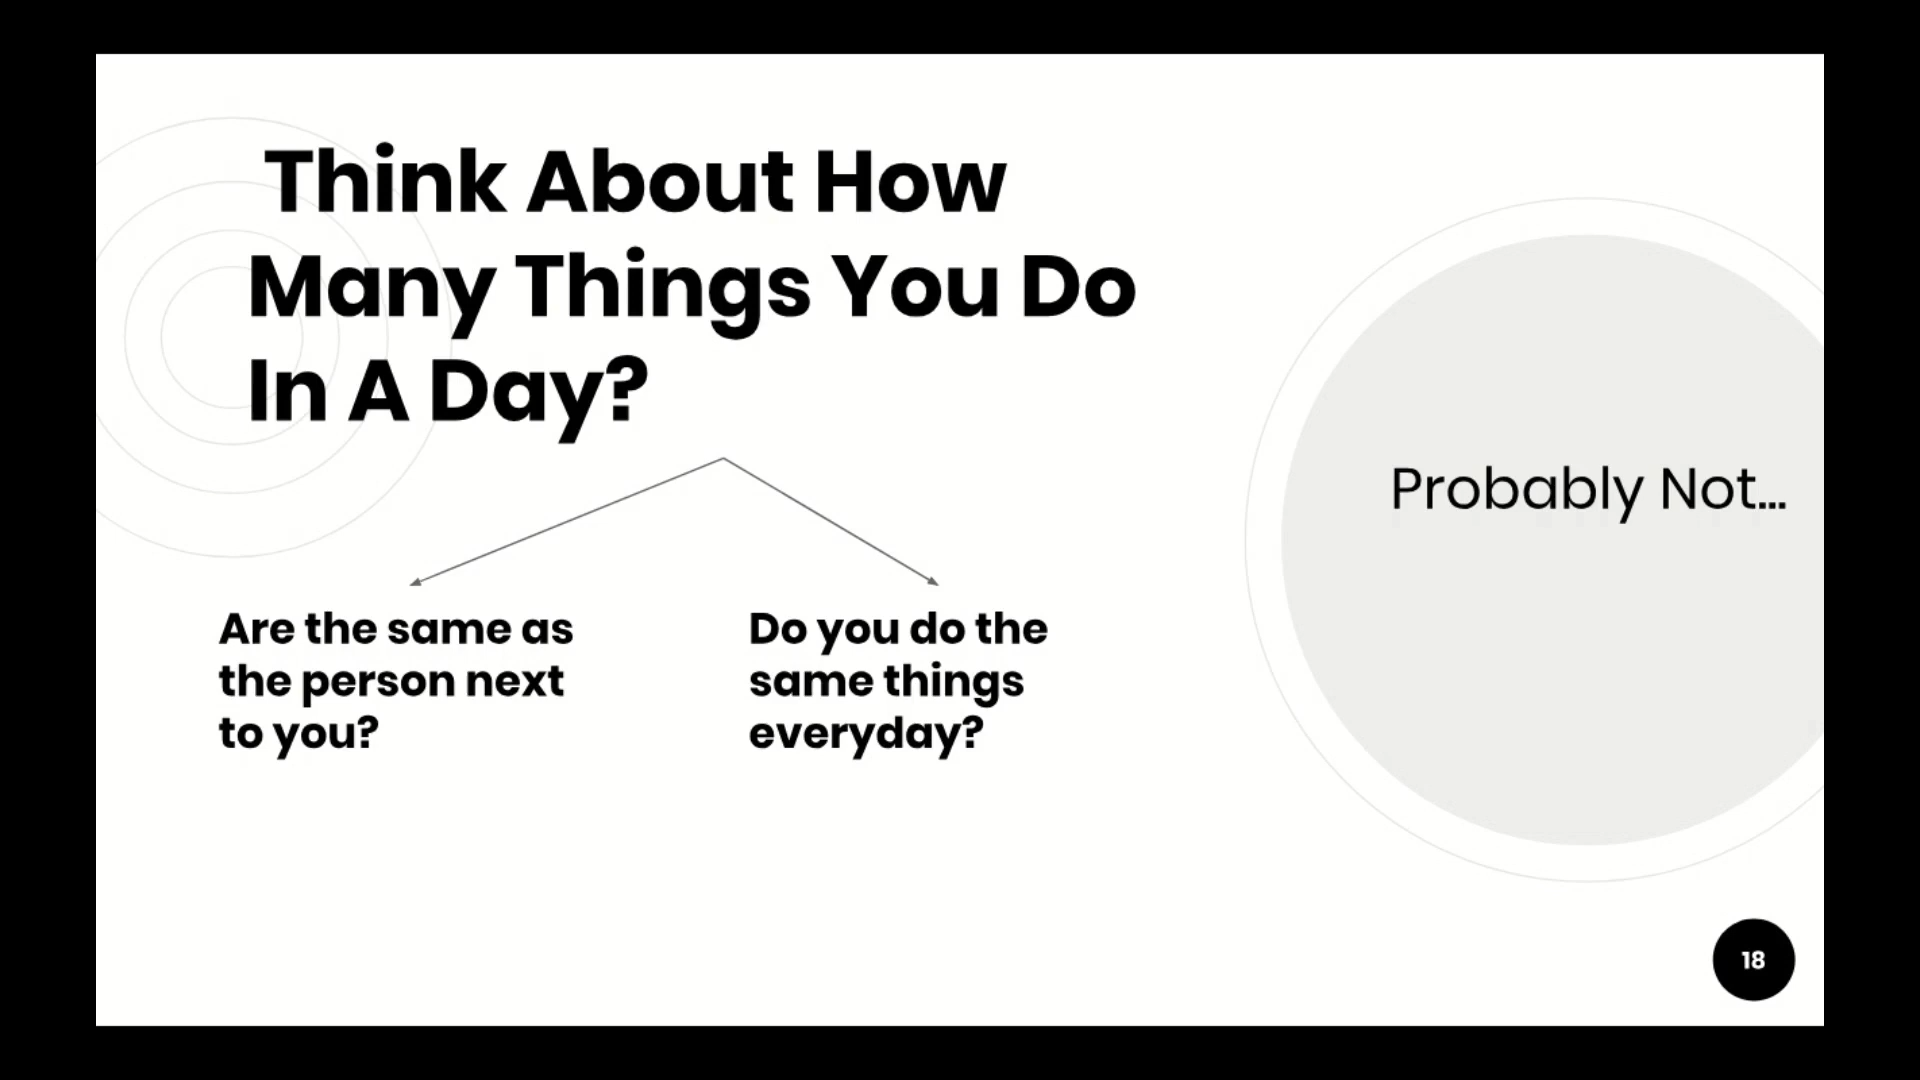 Think About How
Many Things You Do
In A Day?
Are the same as
the person next
to you?
Do you do the
same things
everyday?
Probably Not...
18